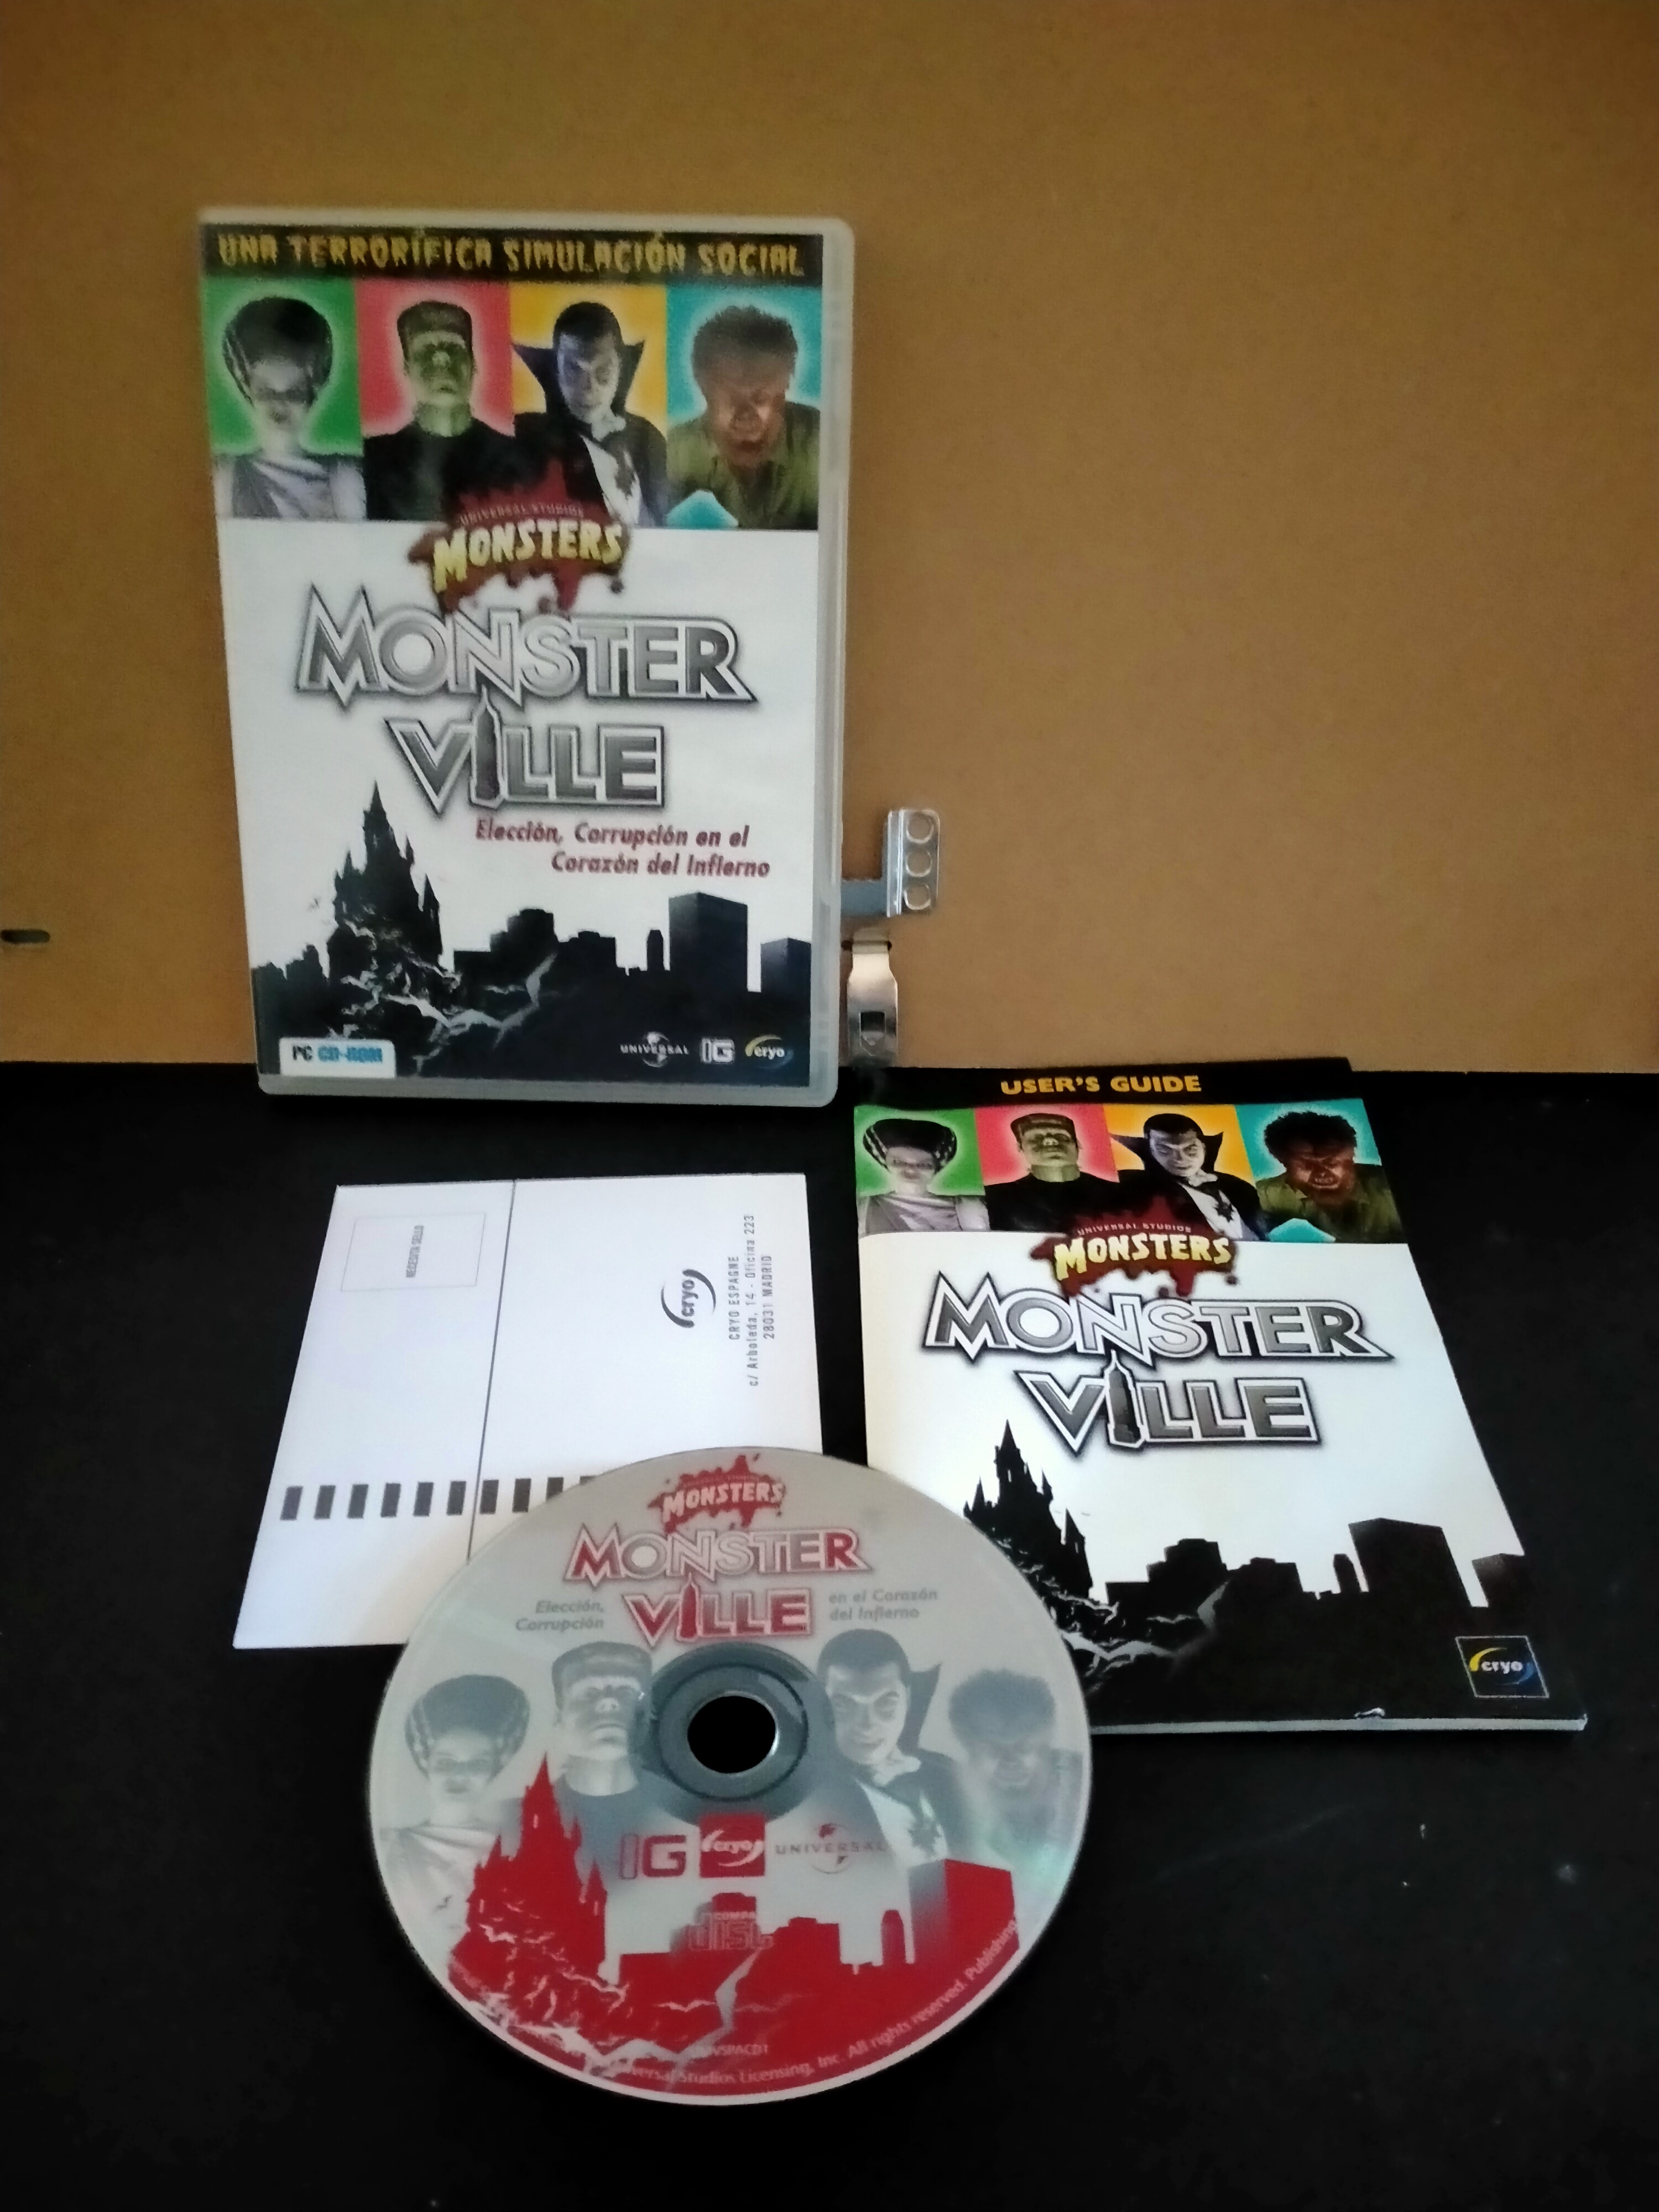 UNA TERRORÍFICA SIMULACIÓN SOCIAL
UNIVERSAL STUDIOS
MONSTERS
MONSTER
VILLE
Elección, Corrupción en el
Corazón del Infierno
PC CD-ROM
UNIVERSAL
IG
cryo
USER'S GUIDE
UNIVERSAL STUDIOS
MONSTERS
MONSTER
VILLE
cryo
NECESITA SELLO
cryo
CRYO ESPAGNE
c/ Arboleda, 14 - Oficina 223
28031 MADRID
MONSTERS
MONSTER
VILLE
Elección,
Corrupción
en el Corazón
del Infierno
IG
cryo
UNIVERSAL
disc
Studios Licensing, Inc. All rights reserved. Publishing